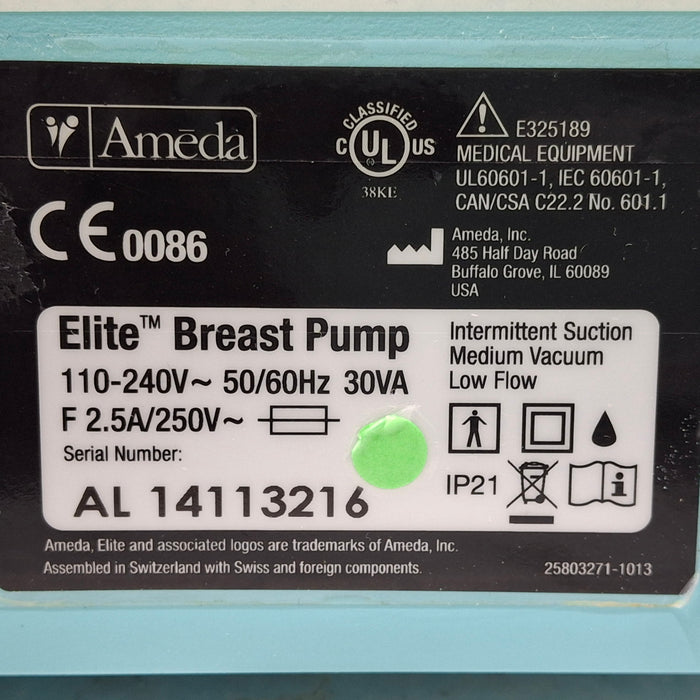 Amēda
CLASSIFIED
C UL US
38KE
E325189
MEDICAL EQUIPMENT
UL60601-1, IEC 60601-1,
CAN/CSA C22.2 No. 601.1
CE 0086
Ameda, Inc.
485 Half Day Road
Buffalo Grove, IL 60089
USA
Elite™ Breast Pump
110-240V~ 50/60Hz 30VA
F 2.5A/250V~
Serial Number:
AL 14113216
Intermittent Suction
Medium Vacuum
Low Flow
IP21
Ameda, Elite and associated logos are trademarks of Ameda, Inc.
Assembled in Switzerland with Swiss and foreign components.
25803271-1013